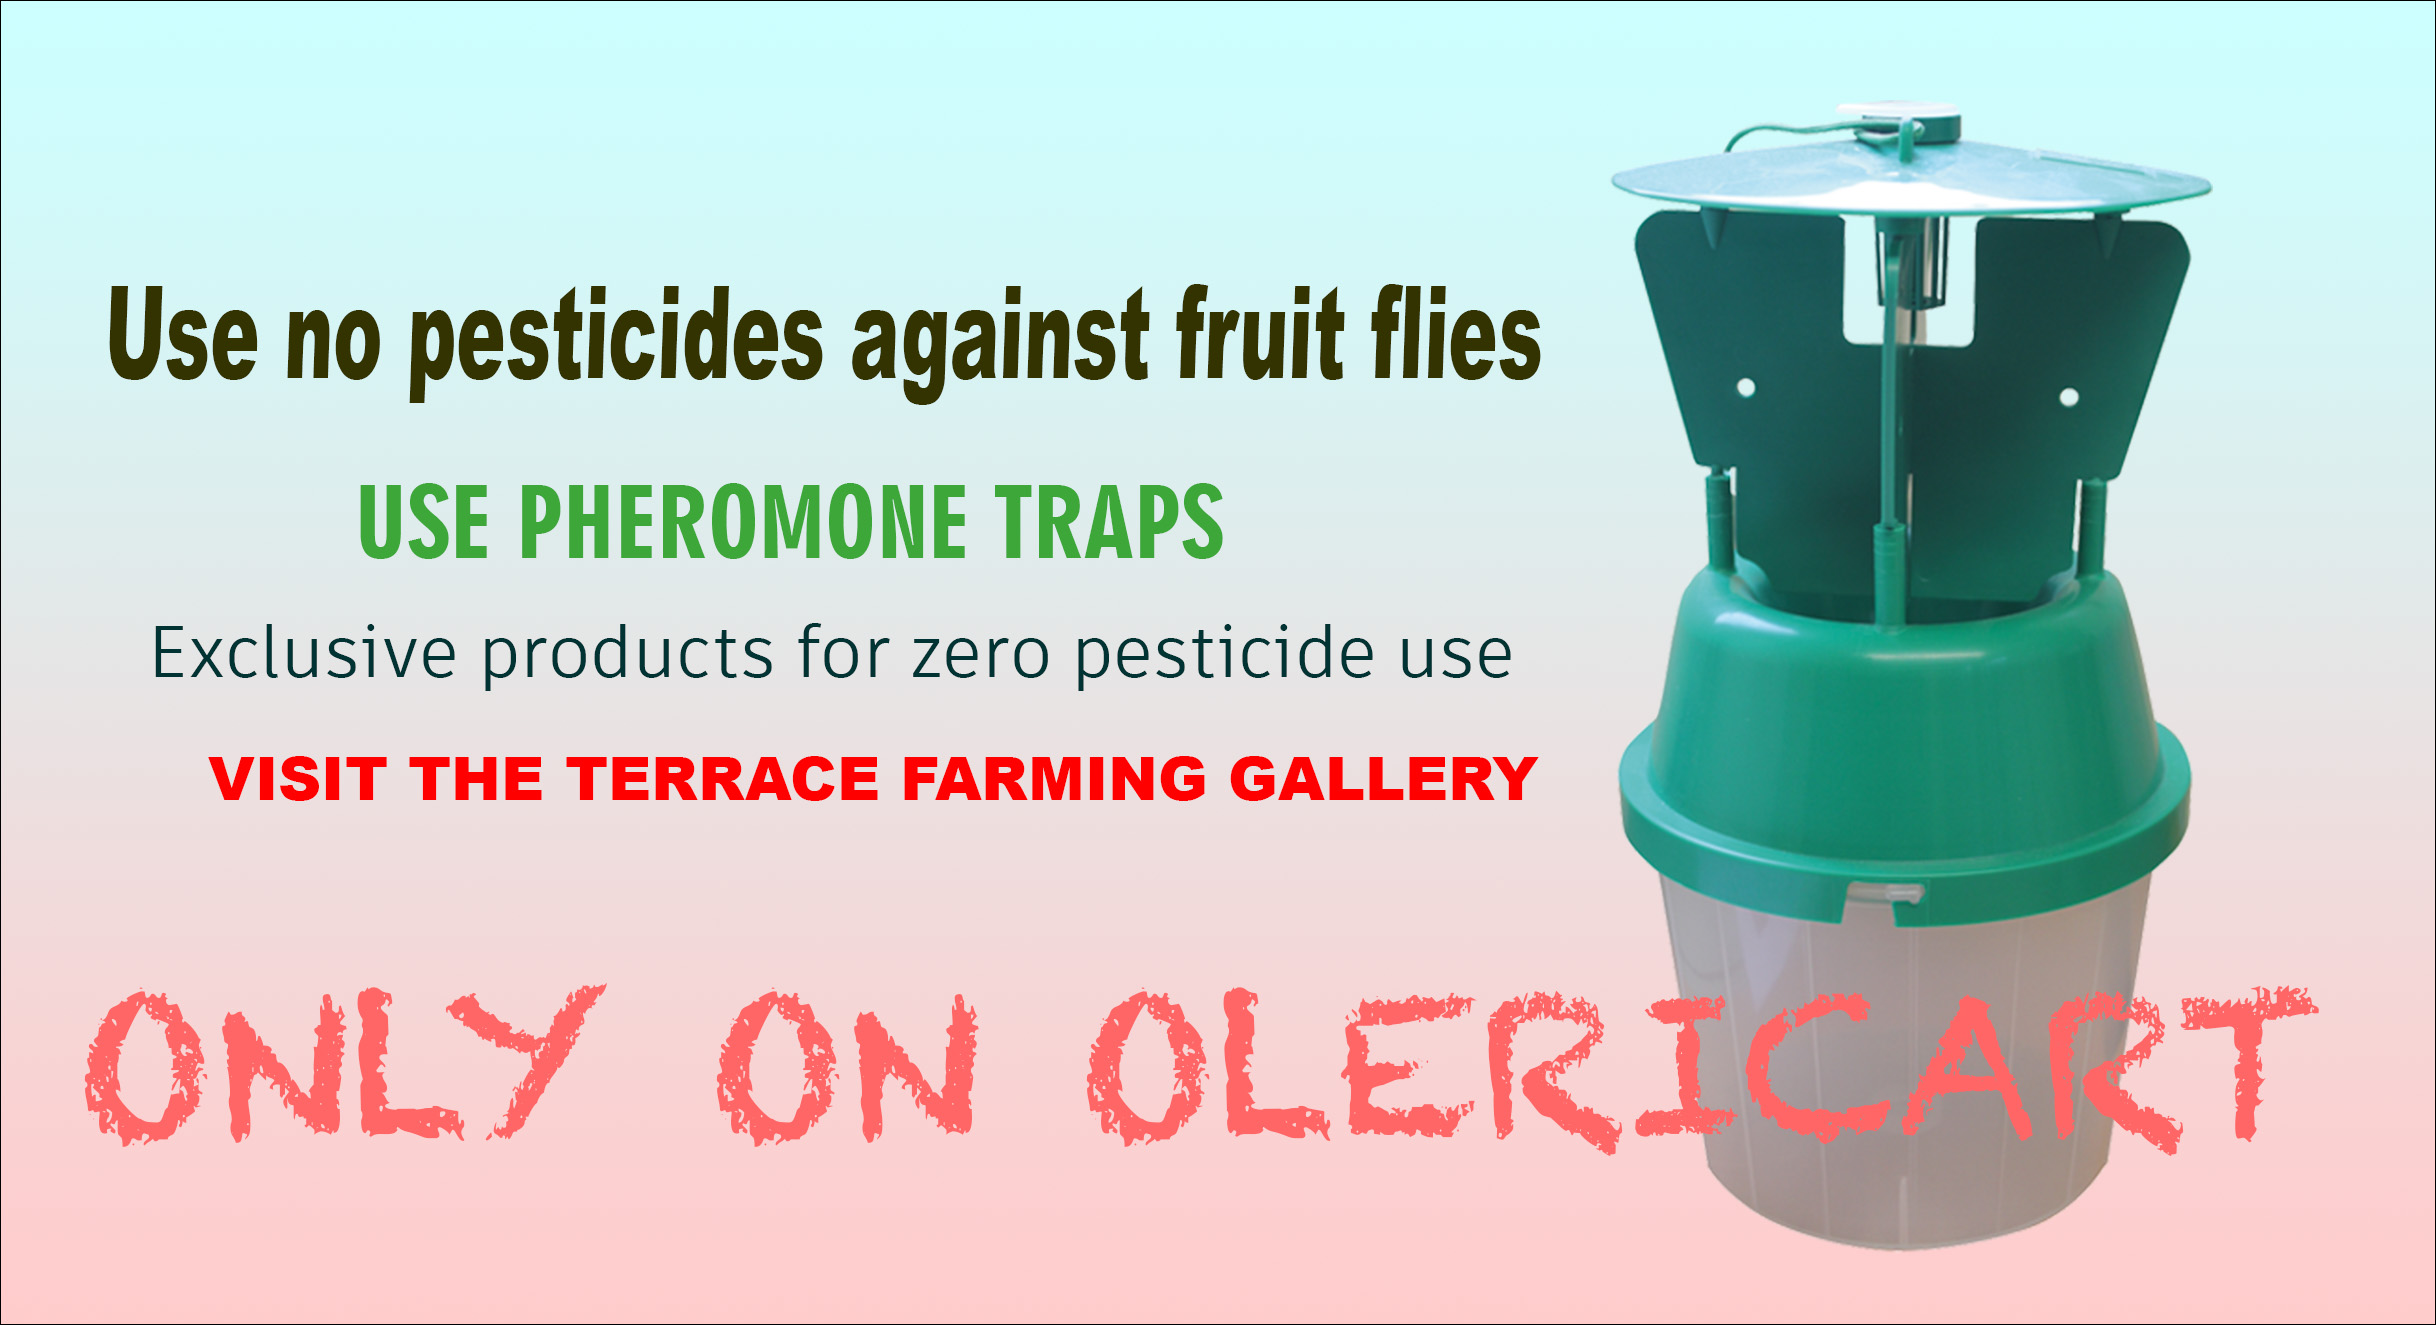 Use no pesticides against fruit flies
USE PHEROMONE TRAPS
Exclusive products for zero pesticide use
VISIT THE TERRACE FARMING GALLERY
ONLY ON OLERICART